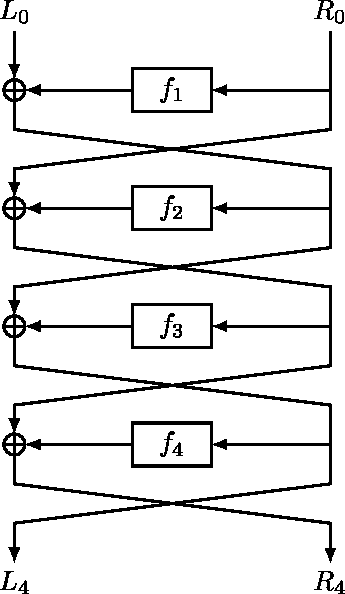 L₀ R₀
f₁
f₂
f₃
f₄
L₄ R₄